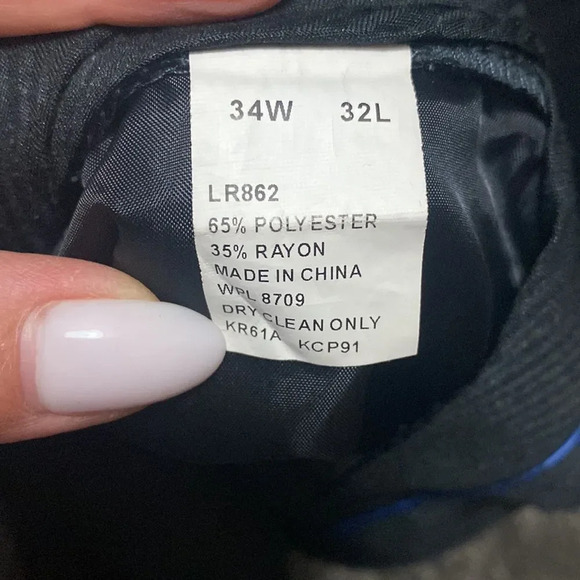 34W 32L
LR862
65% POLYESTER
35% RAYON
MADE IN CHINA
WPL 8709
DRY CLEAN ONLY
KR61A KCP91